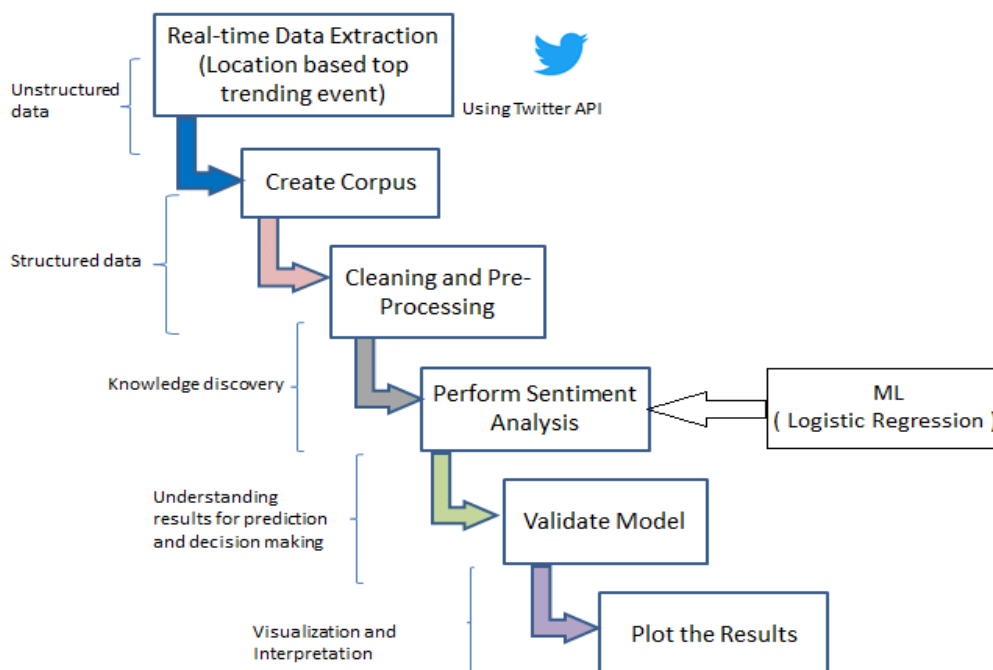 Real-time Data Extraction
(Location based top
trending event)
Unstructured
data
Using Twitter API
Create Corpus
Structured data
Cleaning and Pre-
Processing
Knowledge discovery
Perform Sentiment
Analysis
ML
( Logistic Regression )
Understanding
results for prediction
and decision making
Validate Model
Visualization and
Interpretation
Plot the Results